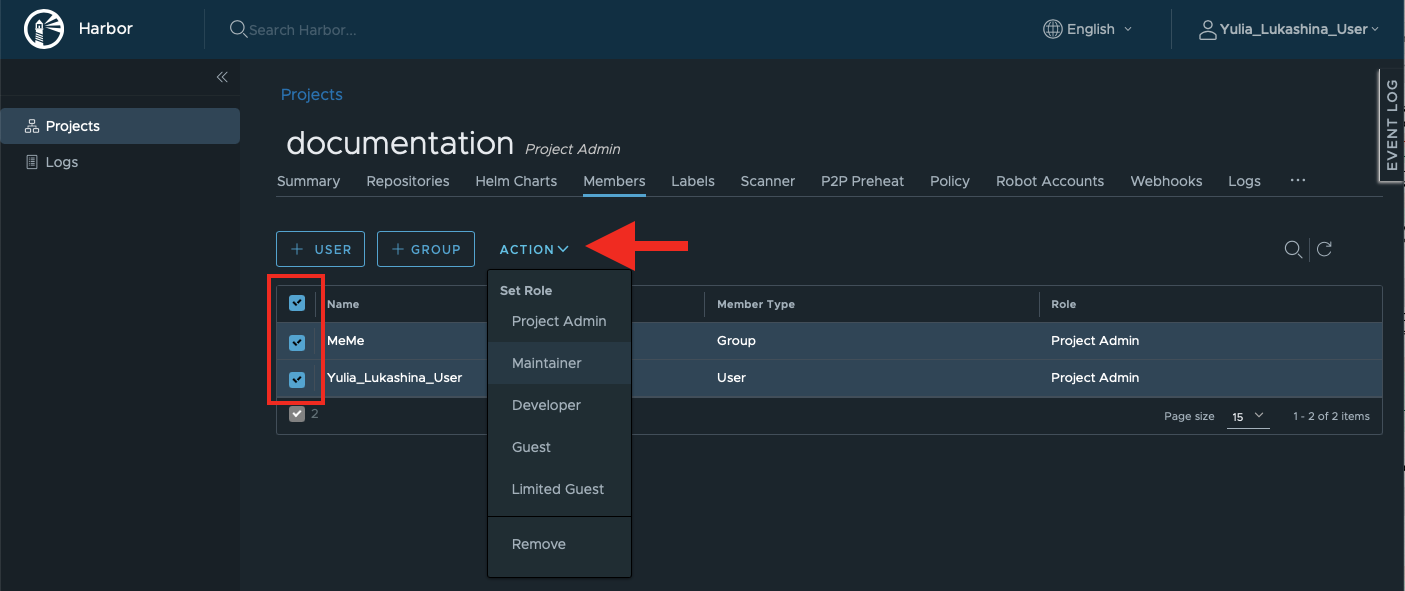 Harbor
Search Harbor...
English
Yulia_Lukashina_User
EVENT LOG
Projects
Logs
Projects
documentation Project Admin
Summary Repositories Helm Charts Members Labels Scanner P2P Preheat Policy Robot Accounts Webhooks Logs ...
+ USER + GROUP ACTION
Set Role
Project Admin
Maintainer
Developer
Guest
Limited Guest
Remove
Name Member Type Role
MeMe Group Project Admin
Yulia_Lukashina_User User Project Admin
2 Page size 15 1 - 2 of 2 items